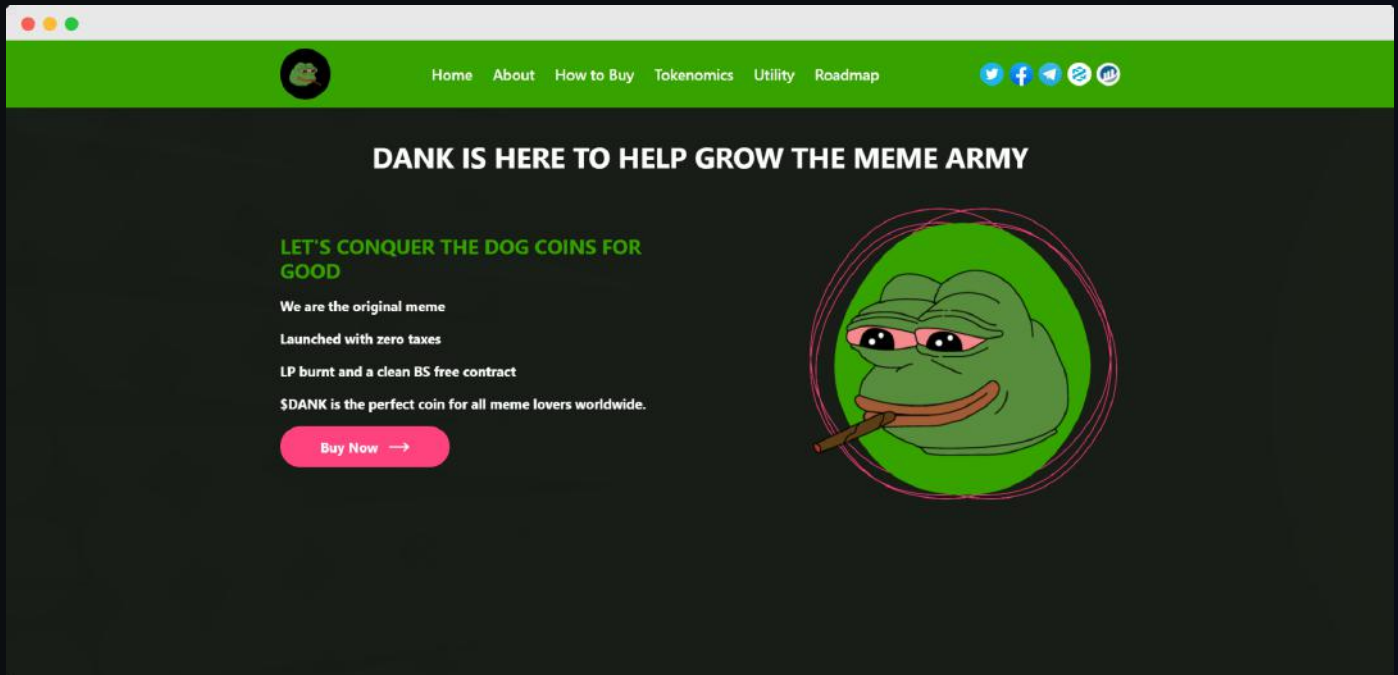 Home About How to Buy Tokenomics Utility Roadmap
DANK IS HERE TO HELP GROW THE MEME ARMY
LET'S CONQUER THE DOG COINS FOR
GOOD
We are the original meme
Launched with zero taxes
LP burnt and a clean BS free contract
$DANK is the perfect coin for all meme lovers worldwide.
Buy Now →